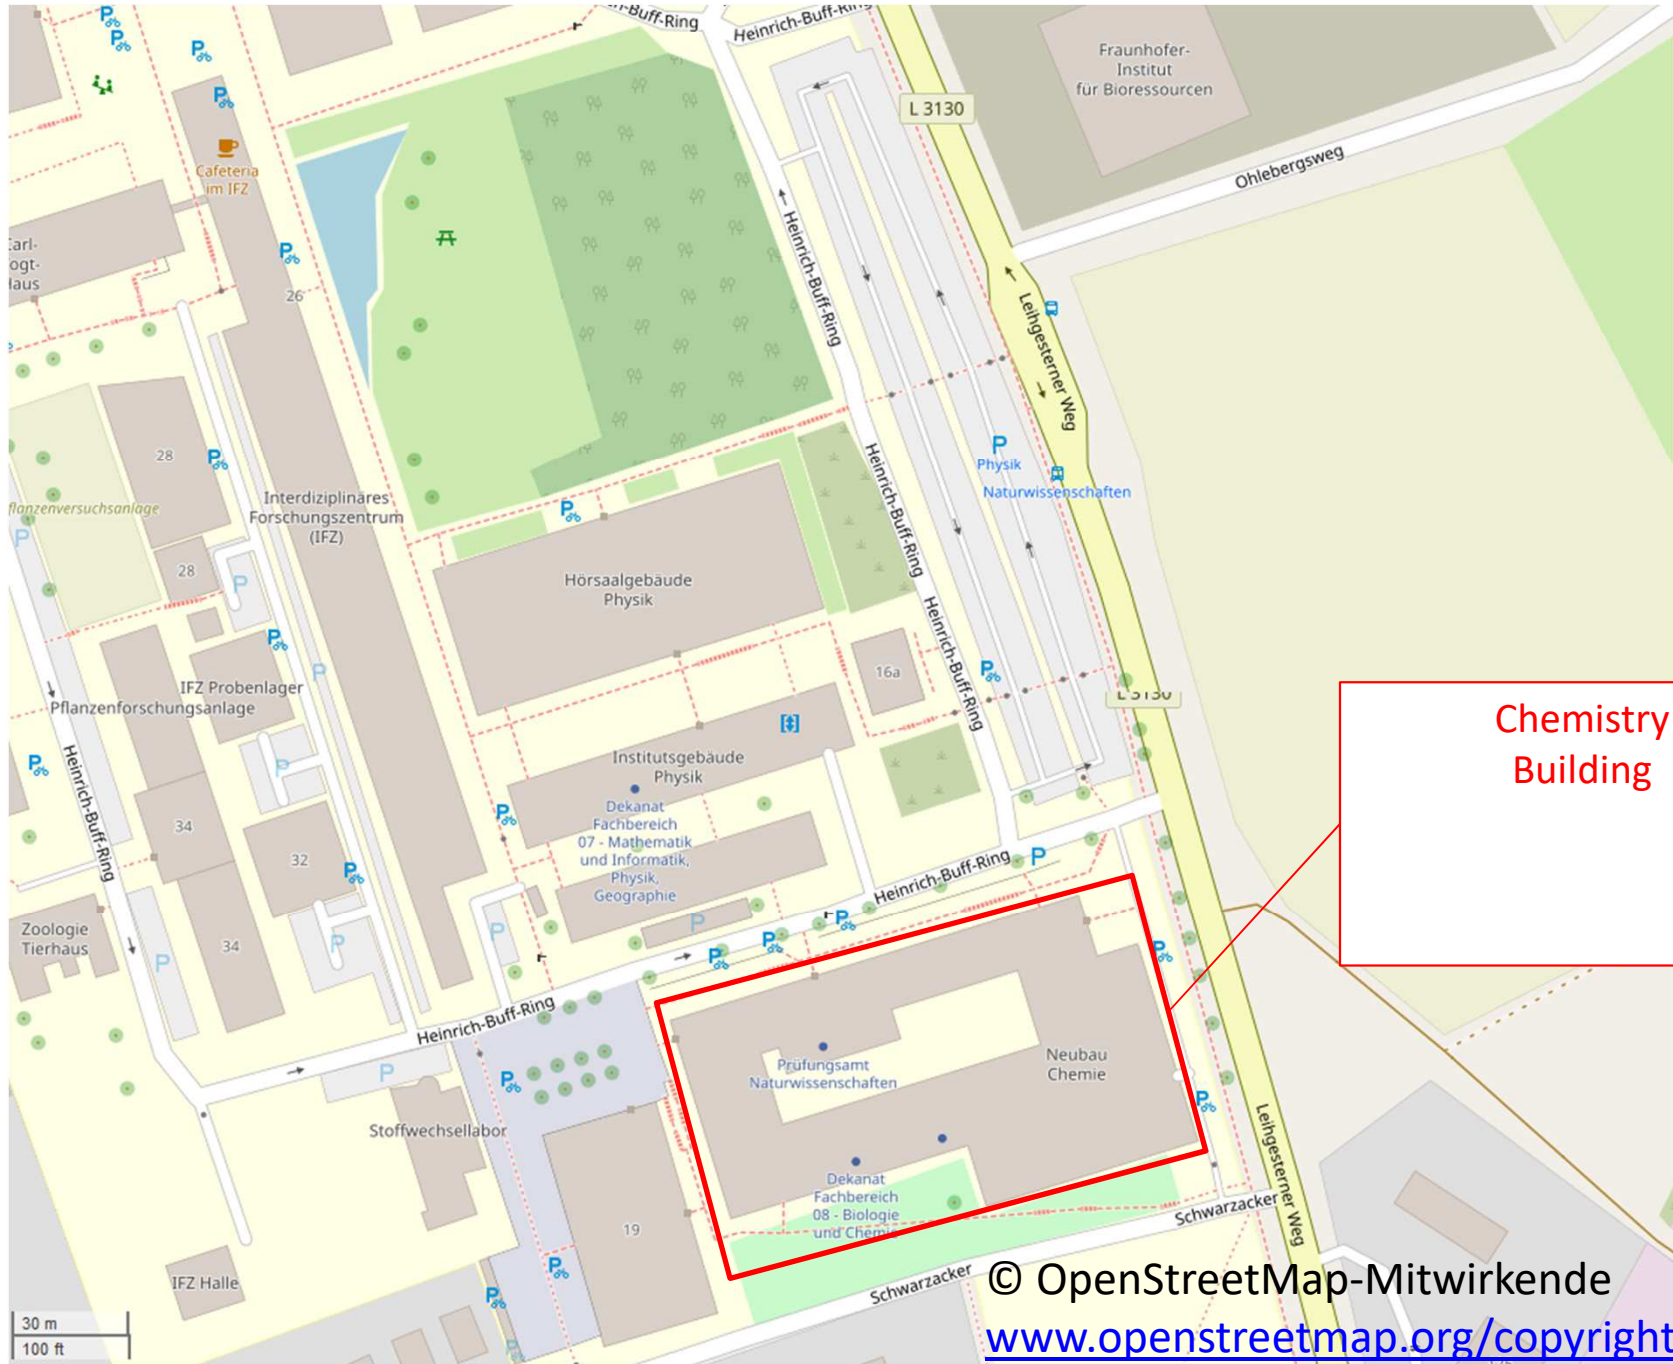 Heinrich-Buff-Ring
Fraunhofer-
Institut
für Bioressourcen
L 3130
Cafeteria
im IFZ
Ohlebergsweg
Heinrich-Buff-Ring
Haus
26
Leihgesterner Weg
28
Interdiziplinäres
Forschungszentrum
(IFZ)
Heinrich-Buff-Ring
P
Physik
Naturwissenschaften
P
28
P
Hörsaalgebäude
Physik
Heinrich-Buff-Ring
16a
IFZ Probenlager
Pflanzenforschungsanlage
P
L 3130
Chemistry
Building
Institutsgebäude
Physik
P
Dekanat
Fachbereich
07 - Mathematik
und Informatik,
Physik,
Geographie
Heinrich-Buff-Ring
34
32
P
Heinrich-Buff-Ring
Zoologie
Tierhaus
34
P
P
P
P
Heinrich-Buff-Ring
Neubau
Chemie
Prüfungsamt
Naturwissenschaften
P
Stoffwechsellabor
Leihgesterner Weg
Dekanat
Fachbereich
08 - Biologie
und Chemie
19
Schwarzacker
IFZ Halle
Schwarzacker
30 m
100 ft
© OpenStreetMap-Mitwirkende
www.openstreetmap.org/copyright